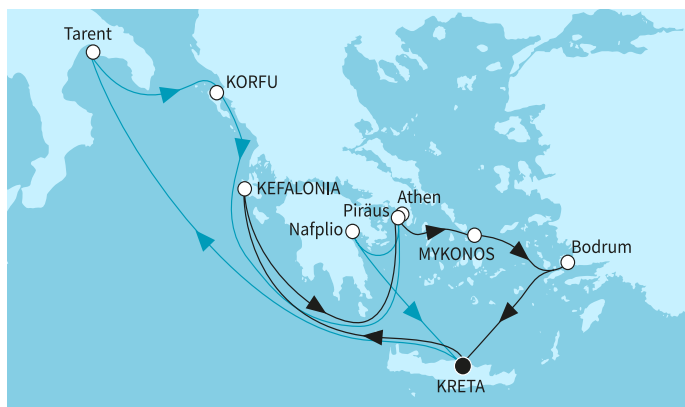 Tarent
KORFU
KEFALONIA
Athen
Piräus
Nafplio
MYKONOS
Bodrum
KRETA